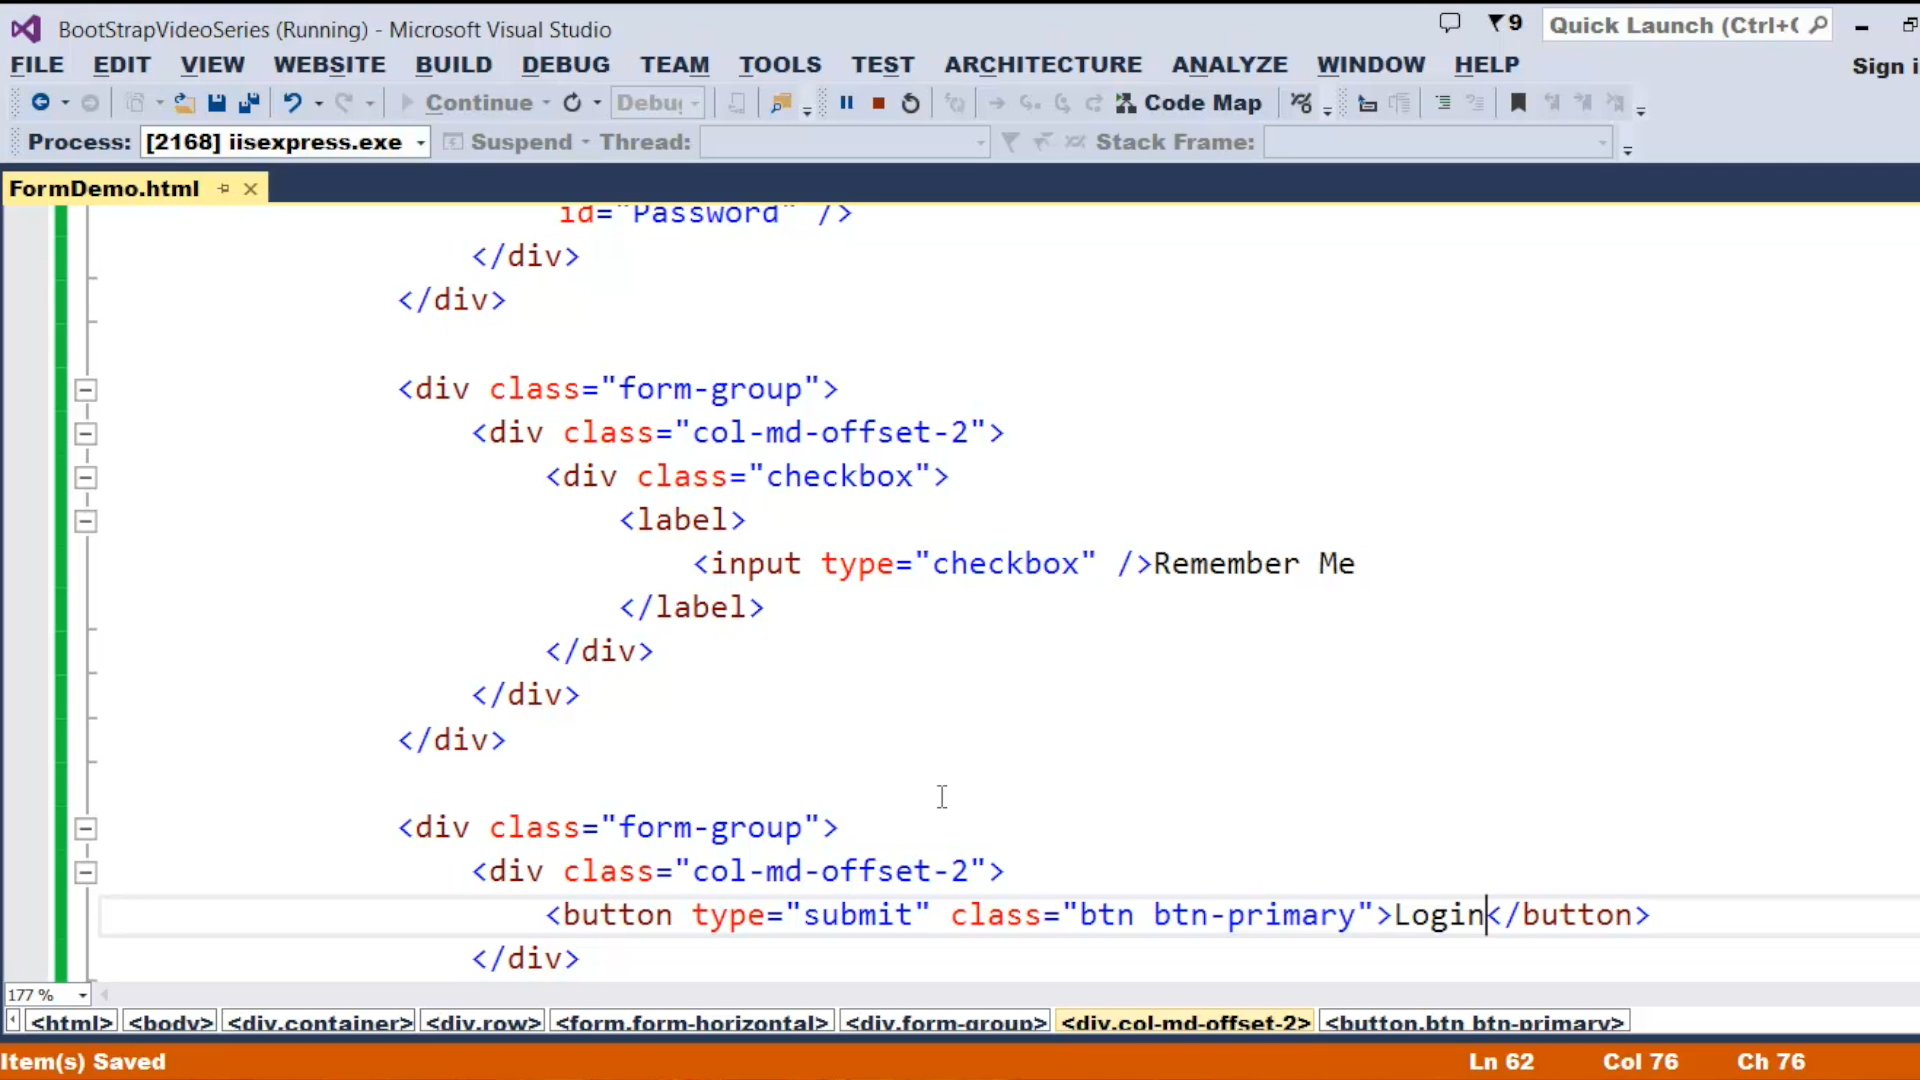 BootStrapVideoSeries (Running) - Microsoft Visual Studio
9
Quick Launch (Ctrl+
FILE EDIT VIEW WEBSITE BUILD DEBUG TEAM TOOLS TEST ARCHITECTURE ANALYZE WINDOW HELP
Sign i
Continue Debu Code Map
Process: [2168] iisexpress.exe Suspend Thread: Stack Frame:
FormDemo.html
id="Password" />
</div>
</div>
<div class="form-group">
<div class="col-md-offset-2">
<div class="checkbox">
<label>
<input type="checkbox" />Remember Me
</label>
</div>
</div>
</div>
<div class="form-group">
<div class="col-md-offset-2">
<button type="submit" class="btn btn-primary">Login</button>
</div>
177 %
<html> <body> <div.container> <div.row> <form.form-horizontal> <div.form-group> <div.col-md-offset-2> <button.btn btn-primary>
Item(s) Saved
Ln 62 Col 76 Ch 76